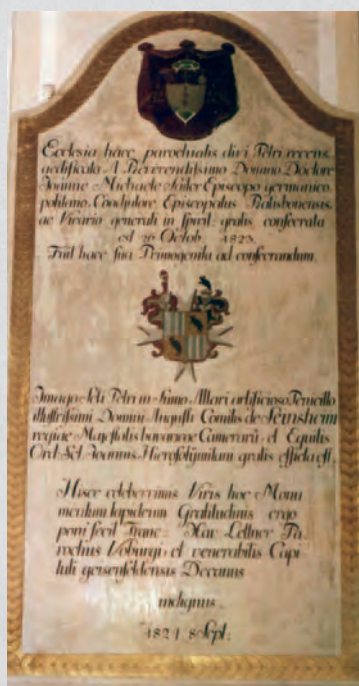 Ecclesia haec parochialis divi Petri recens
aedificata A Reverendissimo Domino Doctore
Joanne Michaele Sailer Episcopo germanico,
politano, Coadjutore Episcopatus Ratisbonensis,
ac Vicario generali in Spirit: gratis consecrata
est 26 Octob. 1823.
Fuit haec sua Primogenita ad consecrandum.
Imago Scti Petri in Sumo Altari artificioso Penicillo
illustrissimi Domini Augusti Comitis de Seinsheim
regiae Majestatis bavaricae Camerarii, et Equitis
Ord: Sct Joannis Hierosolymitani gratis effecta est.
Hisce celeberrimis Viris hoc Monu
mentum lapideum Gratitudinis ergo
poni fecit Franc: Xav Lettner Pa
rochus Voburgi, et venerabilis Capi
tuli geisenfeldensis Decanus
indignus.
1824 8 Sept: